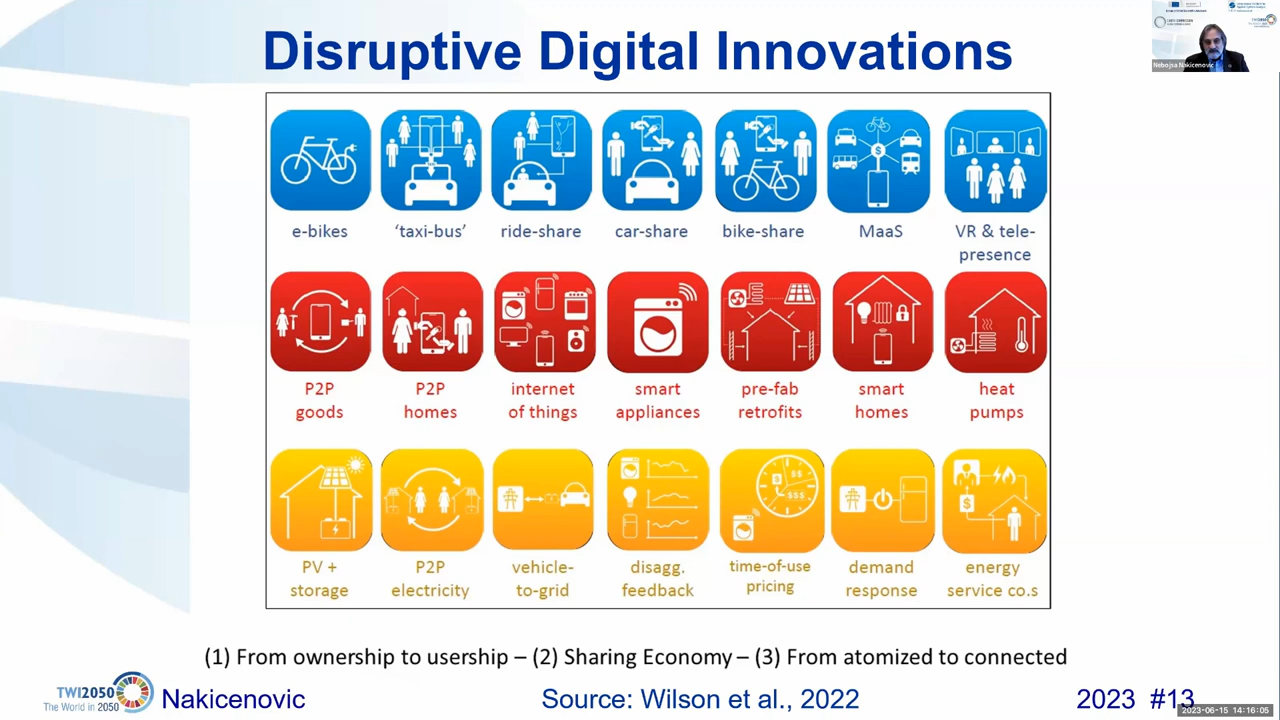 Disruptive Digital Innovations
Nebojsa Nakicenovic
e-bikes
‘taxi-bus’
ride-share
car-share
bike-share
MaaS
VR & tele-
presence
P2P
goods
P2P
homes
internet
of things
smart
appliances
pre-fab
retrofits
smart
homes
heat
pumps
PV +
storage
P2P
electricity
vehicle-
to-grid
disagg.
feedback
time-of-use
pricing
demand
response
energy
service co.s
(1) From ownership to usership – (2) Sharing Economy – (3) From atomized to connected
TWI2050
The World in 2050
Nakicenovic
Source: Wilson et al., 2022
2023 #13
2023-06-15 14:16:05